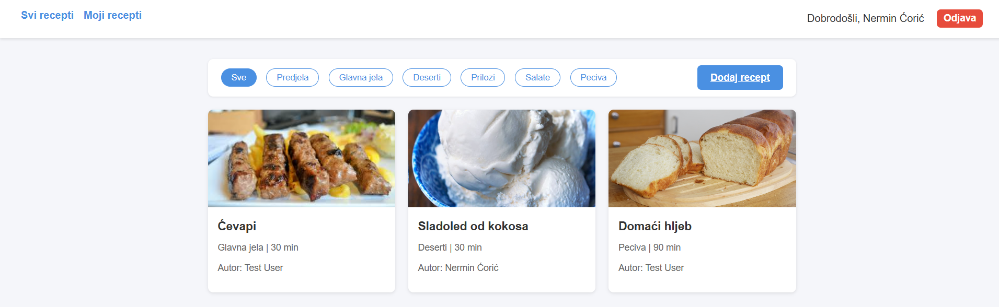 Svi recepti Moji recepti
Dobrodošli, Nermin Ćorić Odjava
Sve Predjela Glavna jela Deserti Prilozi Salate Peciva Dodaj recept
Ćevapi
Glavna jela | 30 min
Autor: Test User
Sladoled od kokosa
Deserti | 30 min
Autor: Nermin Ćorić
Domaći hljeb
Peciva | 90 min
Autor: Test User